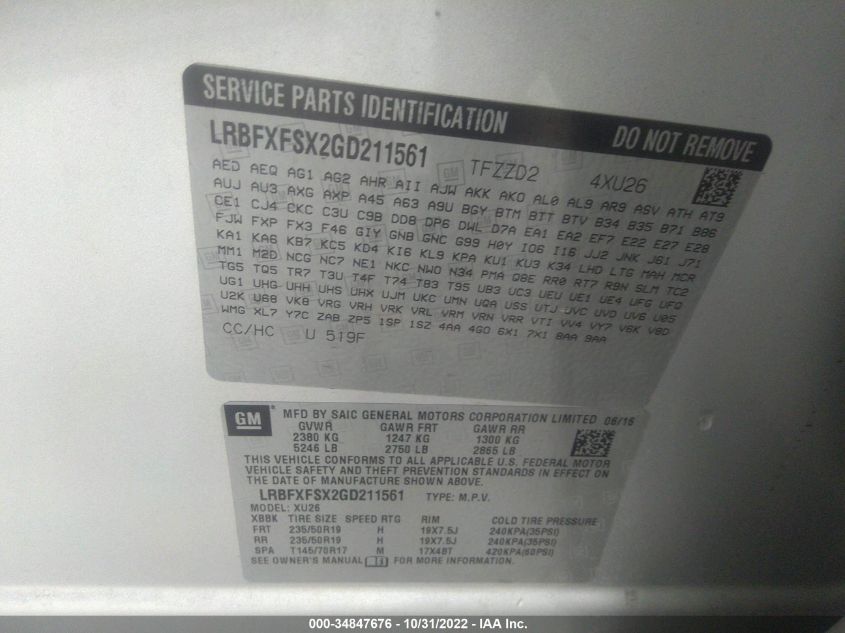 SERVICE PARTS IDENTIFICATION DO NOT REMOVE
LRBFXFSX2GD211561 TFZZD2 4XU26
AED AEQ AG1 AG2 AHR AII AJW AKK AKO AL0 AL9 AR9 ASV ATH AT9
AUJ AU3 AXG AXP A45 A63 A9U BGY BTM BTT BTV B34 B35 B71 B86
CE1 CJ4 CKC C3U C9B DD8 DP6 DWL D7A EA1 EA2 EF7 E22 E27 E28
FJW FXP FX3 F46 GIY GNB GNC G99 H0Y IO6 I16 JJ2 JNK J61 J71
KA1 KA6 KB7 KC5 KD4 KI6 KL9 KPA KU1 KU3 K34 LHD LTG MAH MCR
MM1 M2D NCG NC7 NE1 NKC NWO N34 PMA Q8E RR0 RT7 R9N SLM TC2
TG5 TQ5 TR7 T3U T4F T74 T83 T95 UB3 UC3 UEU UE1 UE4 UFG UFQ
UG1 UHG UHH UHS UHX UJM UKC UMN UQA USS UTJ UVC UVD UV6 U05
U2K U68 VK8 VRG VRH VRK VRL VRM VRN VRR VTI VV4 VY7 V6K V8D
WMG XL7 Y7C ZAB ZP5 1SP 1SZ 4AA 4GO 6X1 7X1 8AA 9AA
CC/HC U 519F
GM MFD BY SAIC GENERAL MOTORS CORPORATION LIMITED 06/16
GVWR GAWR FRT GAWR RR
2380 KG 1247 KG 1300 KG
5246 LB 2750 LB 2865 LB
THIS VEHICLE CONFORMS TO ALL APPLICABLE U.S. FEDERAL MOTOR
VEHICLE SAFETY AND THEFT PREVENTION STANDARDS IN EFFECT ON
THE DATE OF MANUFACTURE SHOWN ABOVE.
LRBFXFSX2GD211561 TYPE: M.P.V.
MODEL: XU26
XBBK TIRE SIZE SPEED RTG RIM COLD TIRE PRESSURE
FRT 235/50R19 H 19X7.5J 240KPA(35PSI)
RR 235/50R19 H 19X7.5J 240KPA(35PSI)
SPA T145/70R17 M 17X4BT 420KPA(60PSI)
SEE OWNER'S MANUAL FOR MORE INFORMATION.
000-34847676 - 10/31/2022 - IAA Inc.